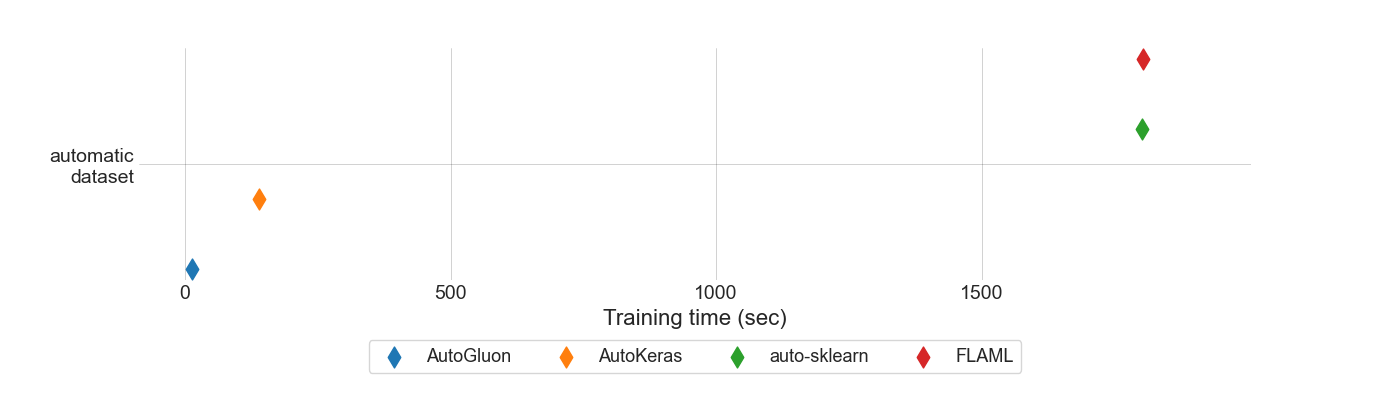 automatic
dataset
0 500 1000 1500
Training time (sec)
AutoGluon AutoKeras auto-sklearn FLAML